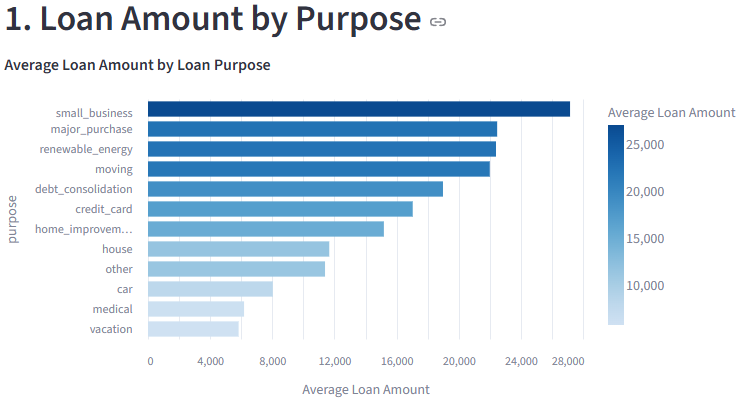 1. Loan Amount by Purpose
Average Loan Amount by Loan Purpose
Average Loan Amount
small_business
major_purchase
renewable_energy
moving
debt_consolidation
credit_card
home_improvem…
house
other
car
medical
vacation
purpose
25,000
20,000
15,000
10,000
0 4,000 8,000 12,000 16,000 20,000 24,000 28,000
Average Loan Amount